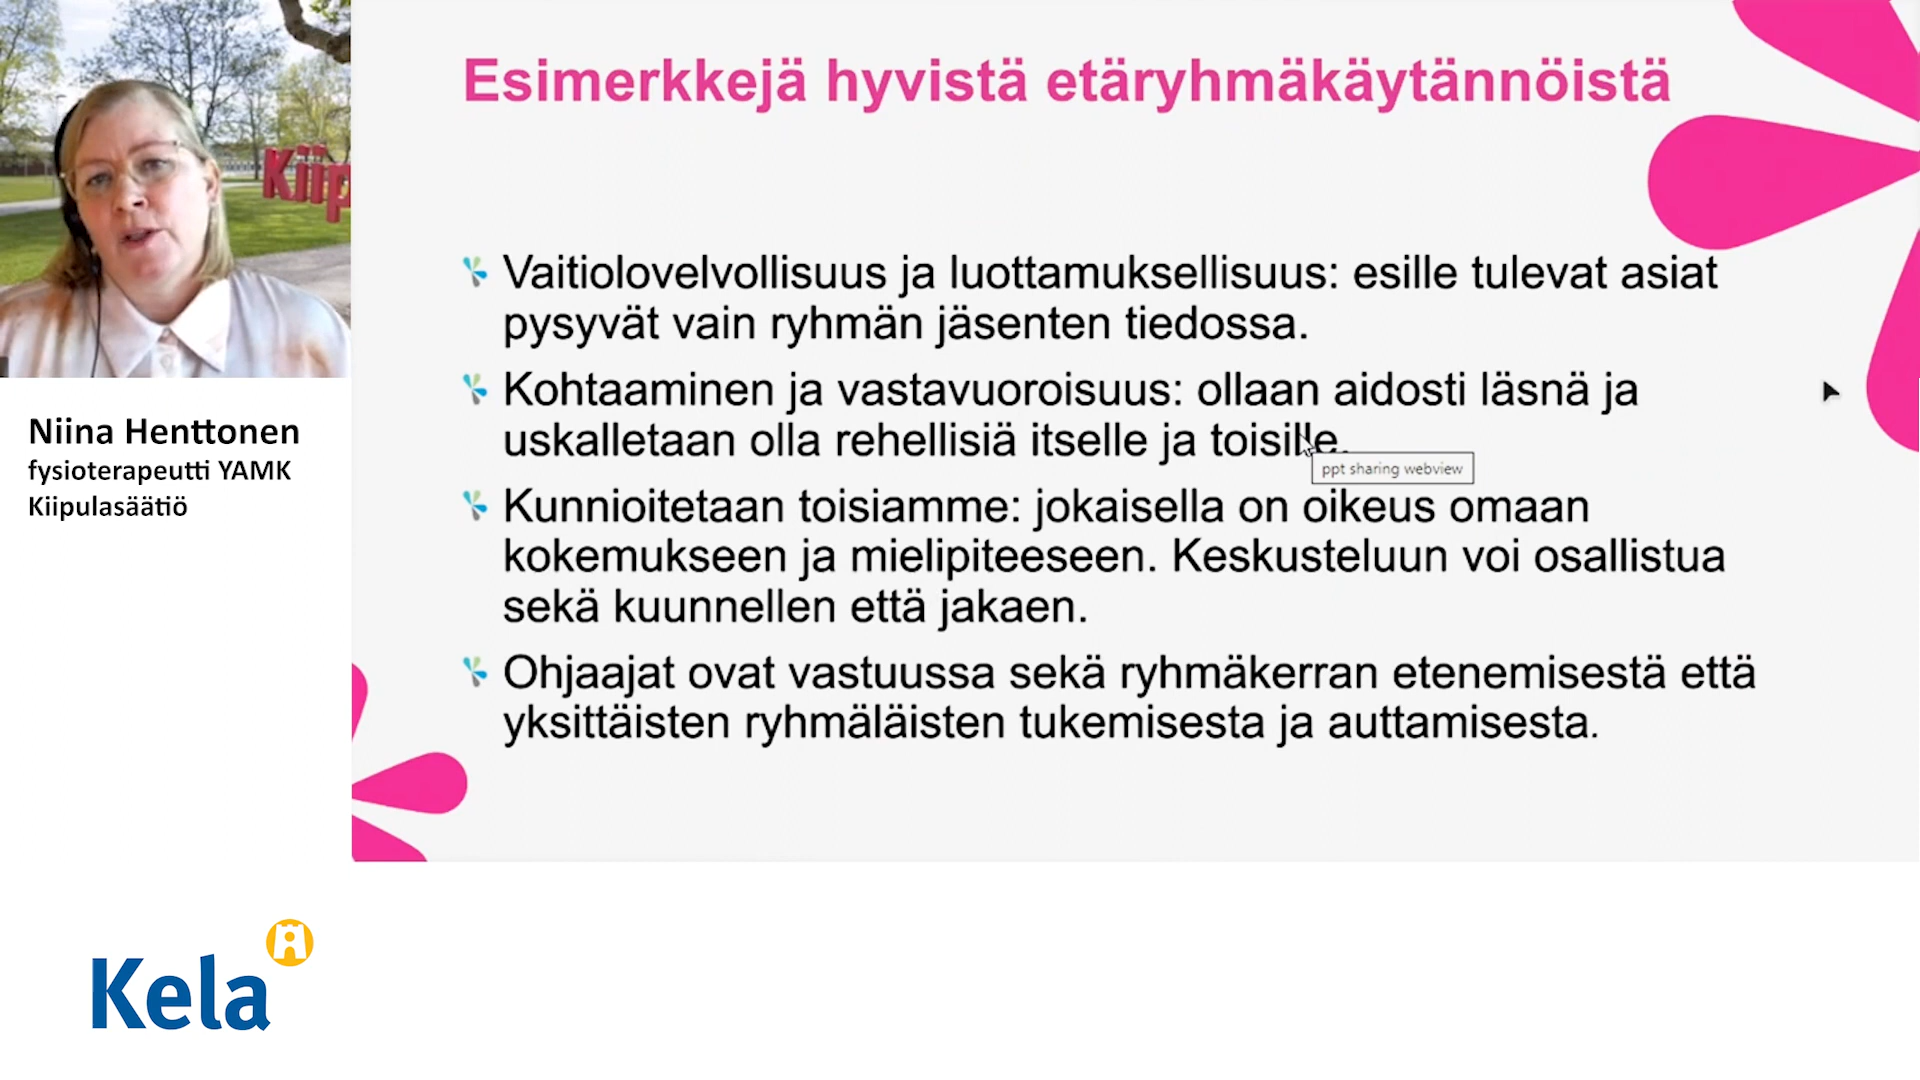 Kiip
Niina Henttonen
fysioterapeutti YAMK
Kiipulasäätiö
Kela
Esimerkkejä hyvistä etäryhmäkäytännöistä
Vaitiolovelvollisuus ja luottamuksellisuus: esille tulevat asiat
pysyvät vain ryhmän jäsenten tiedossa.
Kohtaaminen ja vastavuoroisuus: ollaan aidosti läsnä ja
uskalletaan olla rehellisiä itselle ja toisille.
ppt sharing webview
Kunnioitetaan toisiamme: jokaisella on oikeus omaan
kokemukseen ja mielipiteeseen. Keskusteluun voi osallistua
sekä kuunnellen että jakaen.
Ohjaajat ovat vastuussa sekä ryhmäkerran etenemisestä että
yksittäisten ryhmäläisten tukemisesta ja auttamisesta.